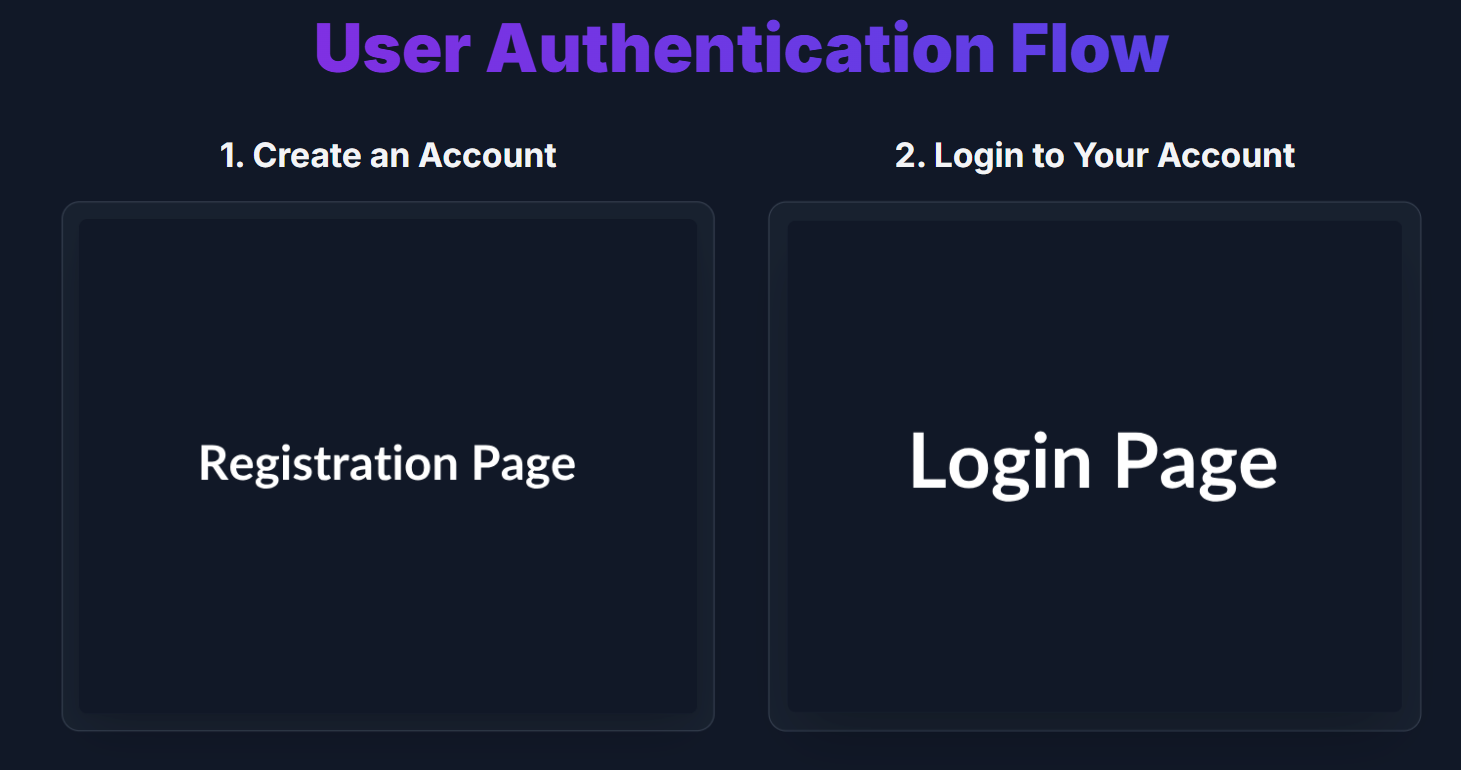 User Authentication Flow
1. Create an Account
2. Login to Your Account
Registration Page
Login Page